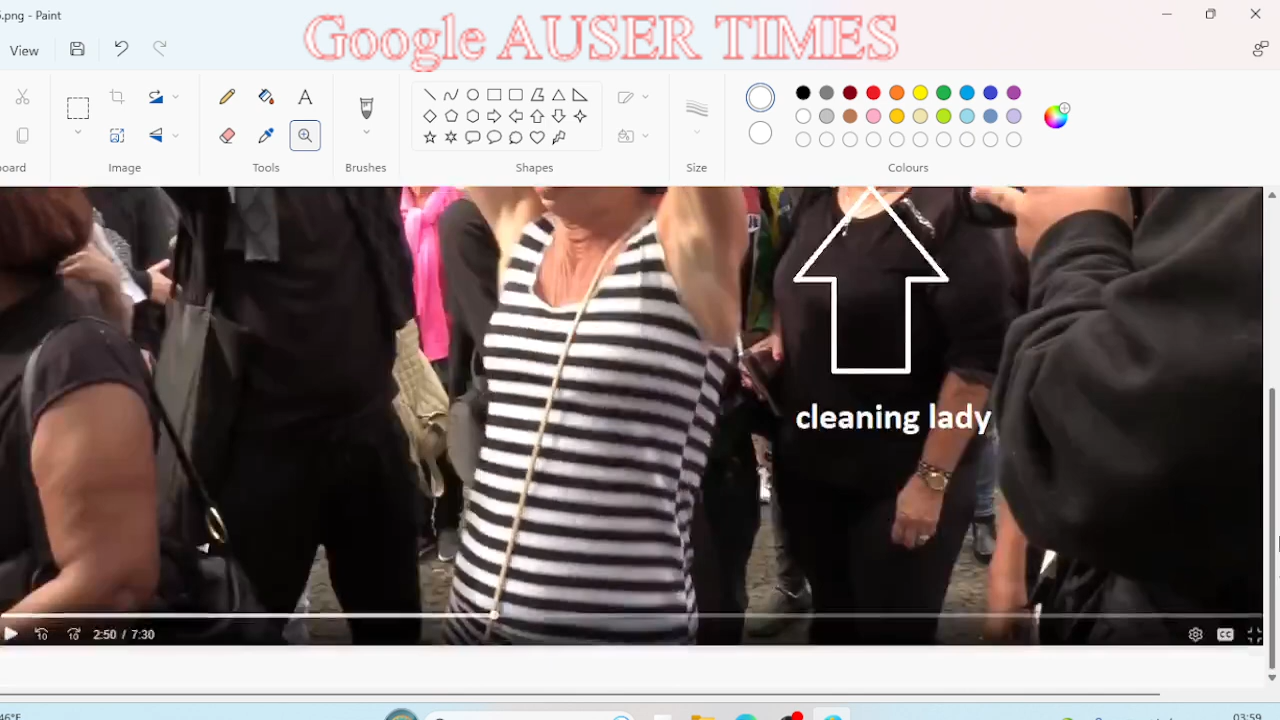 .png - Paint
Google AUSER TIMES
View
A
Image
Tools
Brushes
Shapes
Size
Colours
cleaning lady
2:50 / 7:30
CC
03:59